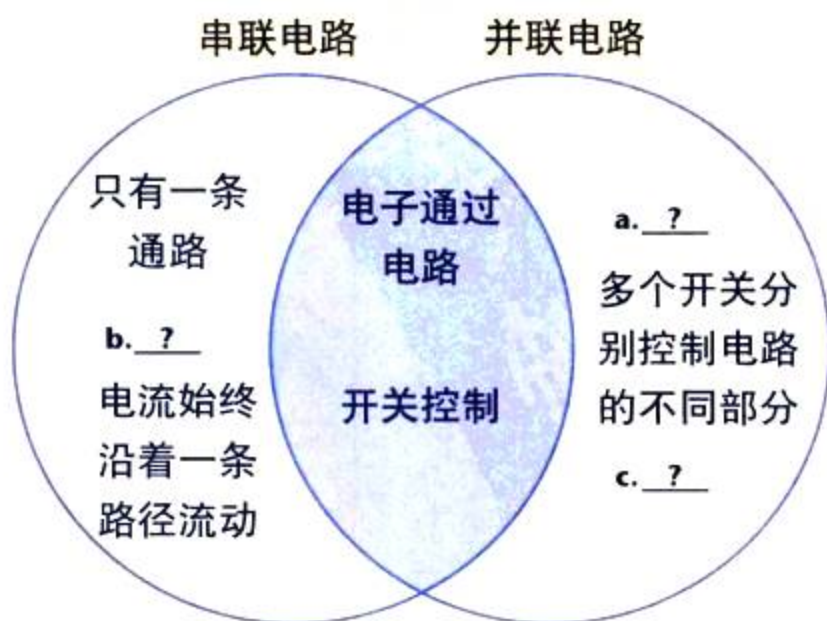 串联电路
并联电路
只有一条
通路
b. ?
电流始终
沿着一条
路径流动
电子通过
电路
开关控制
a. ?
多个开关分
别控制电路
的不同部分
c. ?